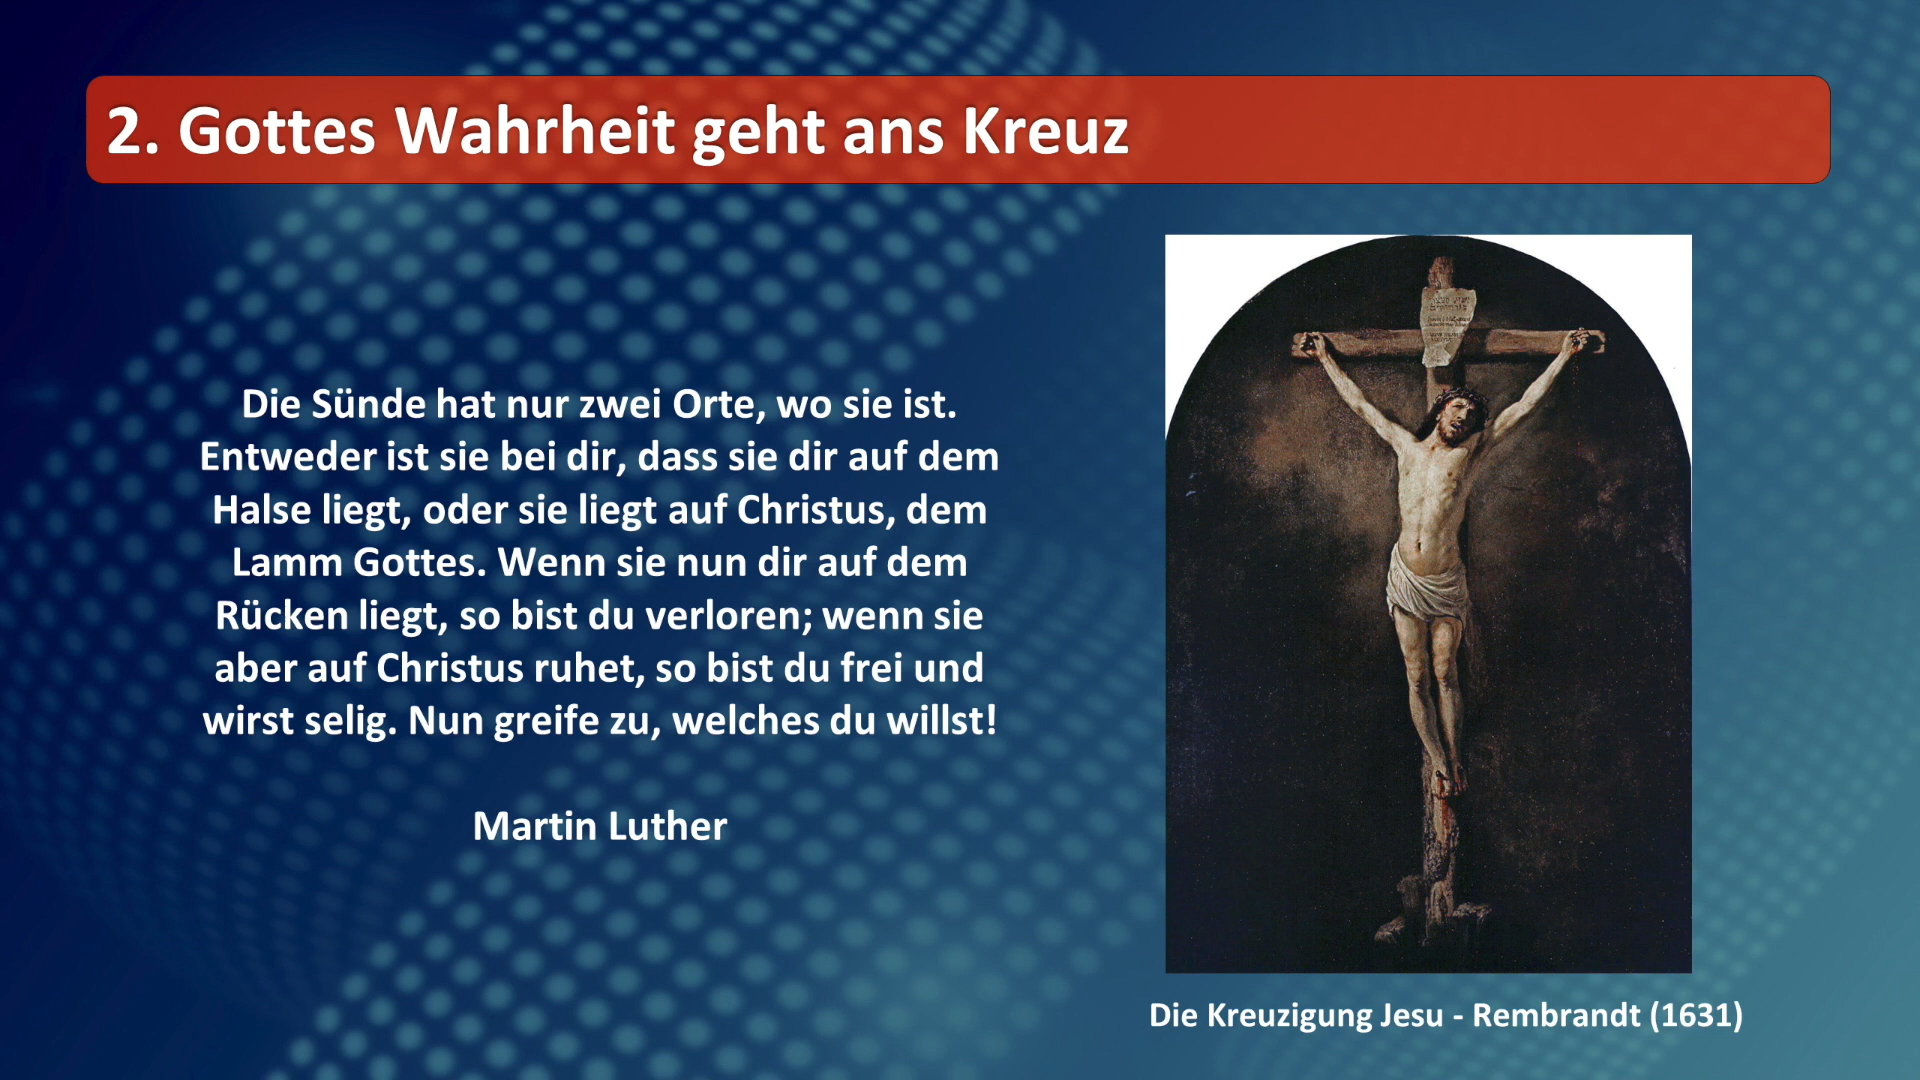 2. Gottes Wahrheit geht ans Kreuz
Die Sünde hat nur zwei Orte, wo sie ist.
Entweder ist sie bei dir, dass sie dir auf dem
Halse liegt, oder sie liegt auf Christus, dem
Lamm Gottes. Wenn sie nun dir auf dem
Rücken liegt, so bist du verloren; wenn sie
aber auf Christus ruhet, so bist du frei und
wirst selig. Nun greife zu, welches du willst!
Martin Luther
Die Kreuzigung Jesu - Rembrandt (1631)